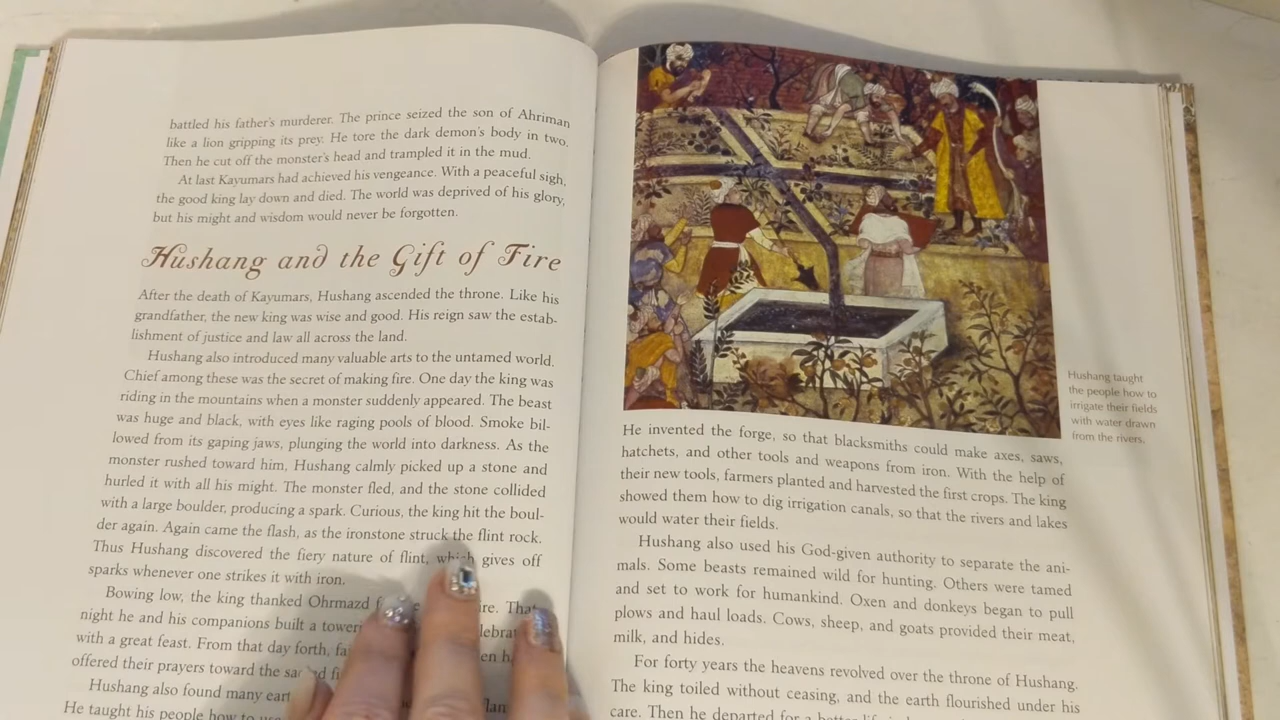 battled his father's murderer. The prince seized the son of Ahriman
like a lion gripping its prey. He tore the dark demon's body in two.
Then he cut off the monster's head and trampled it in the mud.
At last Kayumars had achieved his vengeance. With a peaceful sigh,
the good king lay down and died. The world was deprived of his glory,
but his might and wisdom would never be forgotten.
Hushang and the Gift of Fire
After the death of Kayumars, Hushang ascended the throne. Like his
grandfather, the new king was wise and good. His reign saw the estab-
lishment of justice and law all across the land.
Hushang also introduced many valuable arts to the untamed world.
Chief among these was the secret of making fire. One day the king was
riding in the mountains when a monster suddenly appeared. The beast
was huge and black, with eyes like raging pools of blood. Smoke bil-
lowed from its gaping jaws, plunging the world into darkness. As the
monster rushed toward him, Hushang calmly picked up a stone and
hurled it with all his might. The monster fled, and the stone collided
with a large boulder, producing a spark. Curious, the king hit the boul-
der again. Again came the flash, as the ironstone struck the flint rock.
Thus Hushang discovered the fiery nature of flint, which gives off
sparks whenever one strikes it with iron.
Bowing low, the king thanked Ohrmazd
night he and his companions built a
with a great feast. From that day forth,
offered their prayers toward the
Hushang also found many
He taught his people how to
He invented the forge, so that blacksmiths could make axes, saws,
hatchets, and other tools and weapons from iron. With the help of
their new tools, farmers planted and harvested the first crops. The king
showed them how to dig irrigation canals, so that the rivers and lakes
would water their fields.
Hushang also used his God-given authority to separate the ani-
mals. Some beasts remained wild for hunting. Others were tamed
and set to work for humankind. Oxen and donkeys began to pull
plows and haul loads. Cows, sheep, and goats provided their meat,
milk, and hides.
For forty years the heavens revolved over the throne of Hushang.
The king toiled without ceasing, and the earth flourished under his
care. Then he departed for a better life
Hushang taught
the people how to
irrigate their fields
with water drawn
from the rivers.